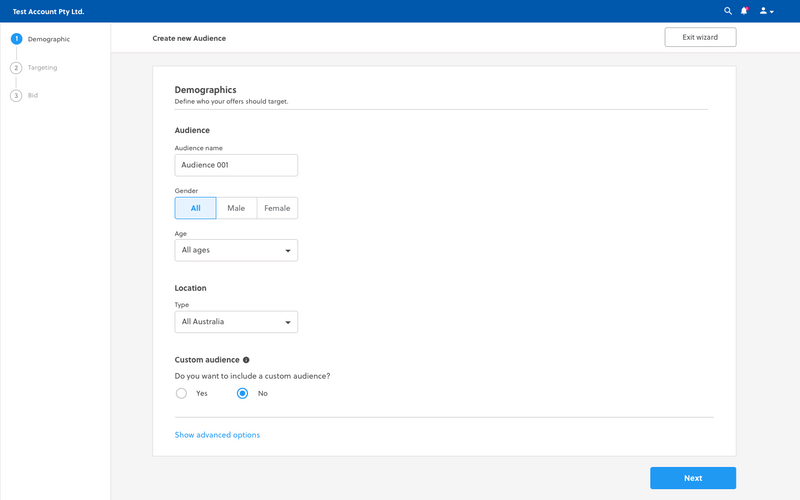 Test Account Pty Ltd.
1 Demographic
2 Targeting
3 Bid
Create new Audience
Exit wizard
Demographics
Define who your offers should target.
Audience
Audience name
Audience 001
Gender
All Male Female
Age
All ages
Location
Type
All Australia
Custom audience
Do you want to include a custom audience?
Yes No
Show advanced options
Next